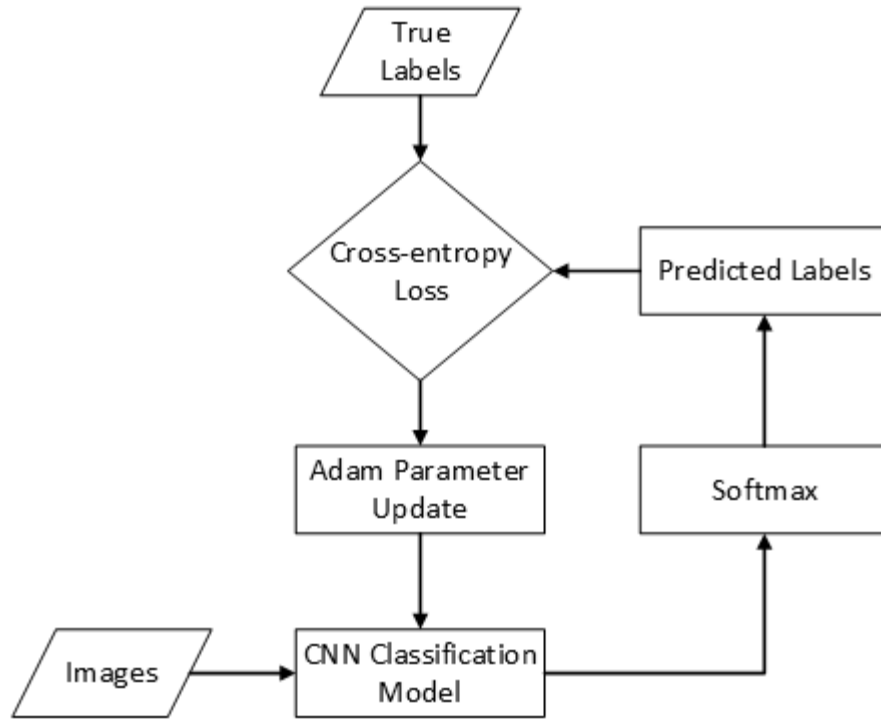 True
Labels
Cross-entropy
Loss
Predicted Labels
Adam Parameter
Update
Softmax
Images
CNN Classification
Model